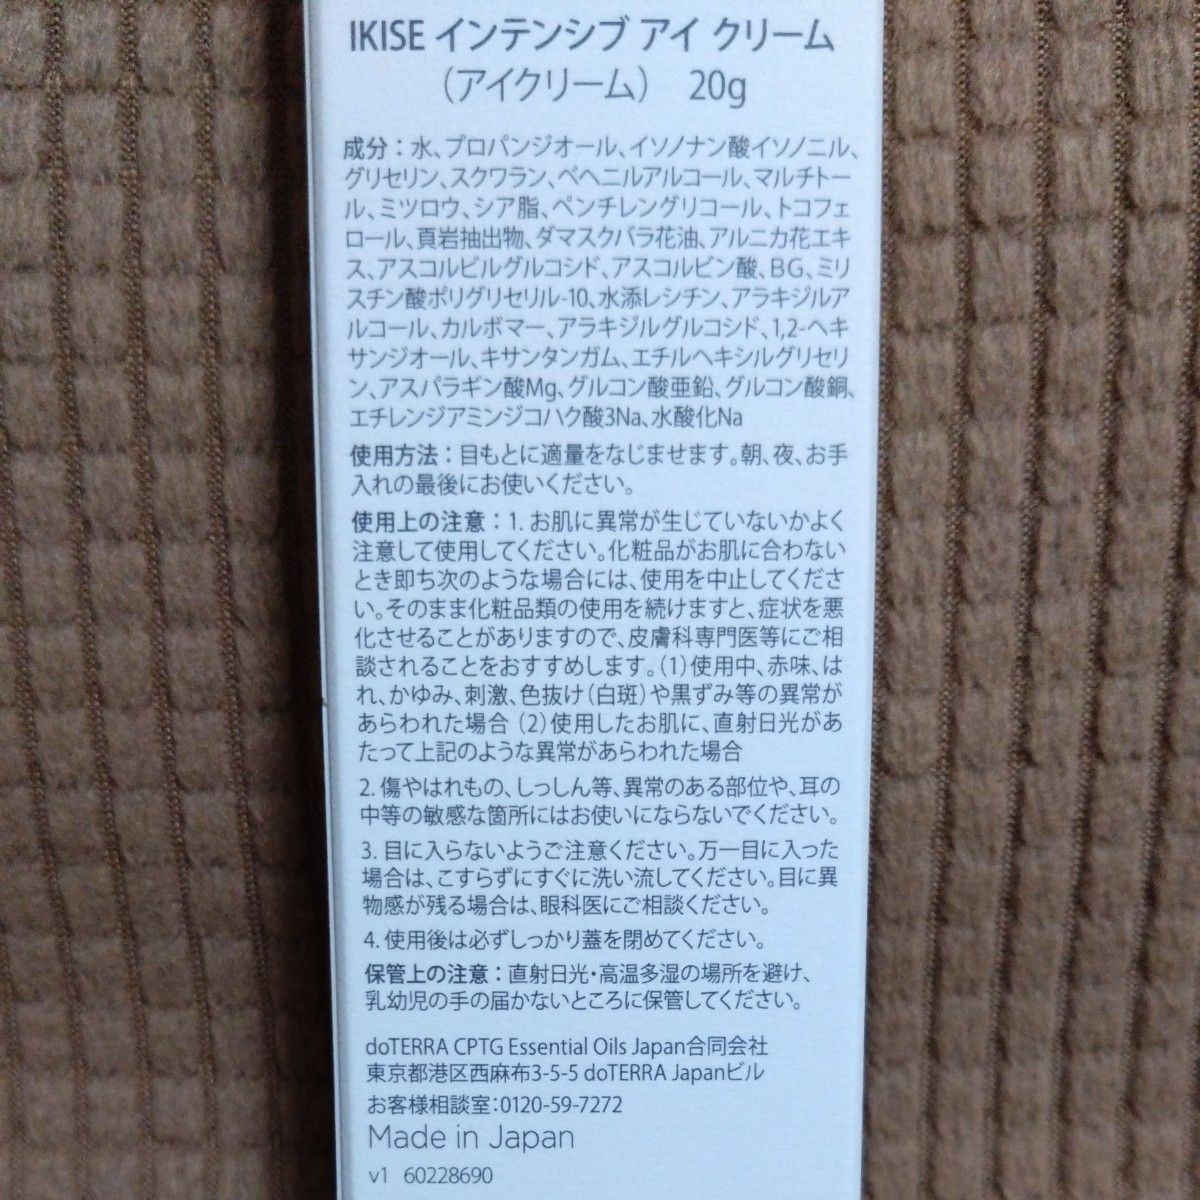 IKISE インテンシブ アイ クリーム
（アイクリーム） 20g
成分：水、プロパンジオール、イソノナン酸イソノニル、
グリセリン、スクワラン、ベヘニルアルコール、マルチトー
ル、ミツロウ、シア脂、ペンチレングリコール、トコフェ
ロール、頁岩抽出物、ダマスクバラ花油、アルニカ花エキ
ス、アスコルビルグルコシド、アスコルビン酸、BG、ミリ
スチン酸ポリグリセリル-10、水添レシチン、アラキジルア
ルコール、カルボマー、アラキジルグルコシド、1,2-ヘキ
サンジオール、キサンタンガム、エチルヘキシルグリセリ
ン、アスパラギン酸Mg、グルコン酸亜鉛、グルコン酸銅、
エチレンジアミンジコハク酸3Na、水酸化Na
使用方法：目もとに適量をなじませます。朝、夜、お手
入れの最後にお使いください。
使用上の注意：1. お肌に異常が生じていないかよく
注意して使用してください。化粧品がお肌に合わない
とき即ち次のような場合には、使用を中止してくださ
い。そのまま化粧品類の使用を続けますと、症状を悪
化させることがありますので、皮膚科専門医等にご相
談されることをおすすめします。（1）使用中、赤味、は
れ、かゆみ、刺激、色抜け（白斑）や黒ずみ等の異常が
あらわれた場合（2）使用したお肌に、直射日光があ
たって上記のような異常があらわれた場合
2. 傷やはれもの、しっしん等、異常のある部位や、耳の
中等の敏感な箇所にはお使いにならないでください。
3. 目に入らないようご注意ください。万一目に入った
場合は、こすらずにすぐに洗い流してください。目に異
物感が残る場合は、眼科医にご相談ください。
4. 使用後は必ずしっかり蓋を閉めてください。
保管上の注意：直射日光・高温多湿の場所を避け、
乳幼児の手の届かないところに保管してください。
doTERRA CPTG Essential Oils Japan合同会社
東京都港区西麻布3-5-5 doTERRA Japanビル
お客様相談室：0120-59-7272
Made in Japan
v1 60228690